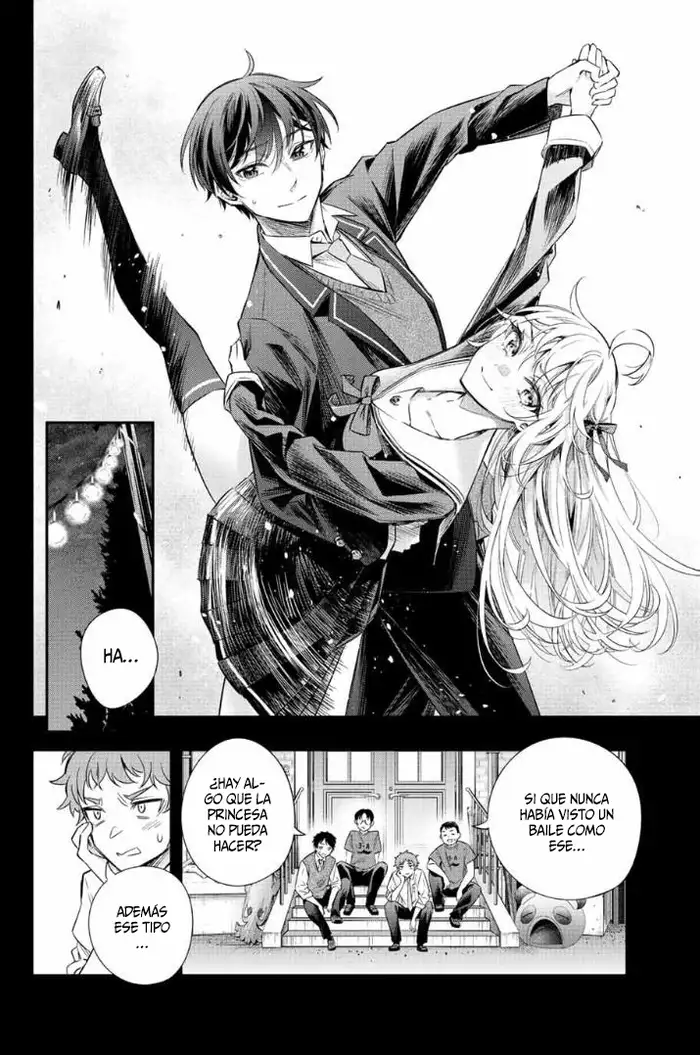 HA...
SI QUE NUNCA
HABÍA VISTO UN
BAILE COMO
ESE...
¿HAY AL-
GO QUE LA
PRINCESA
NO PUEDA
HACER?
ADEMÁS
ESE TIPO
...